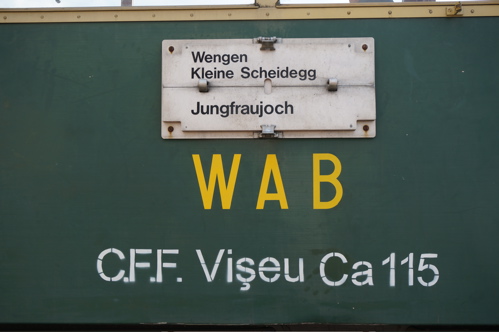 Wengen
Kleine Scheidegg
Jungfraujoch
WAB
C.F.F. Vişeu Ca 115